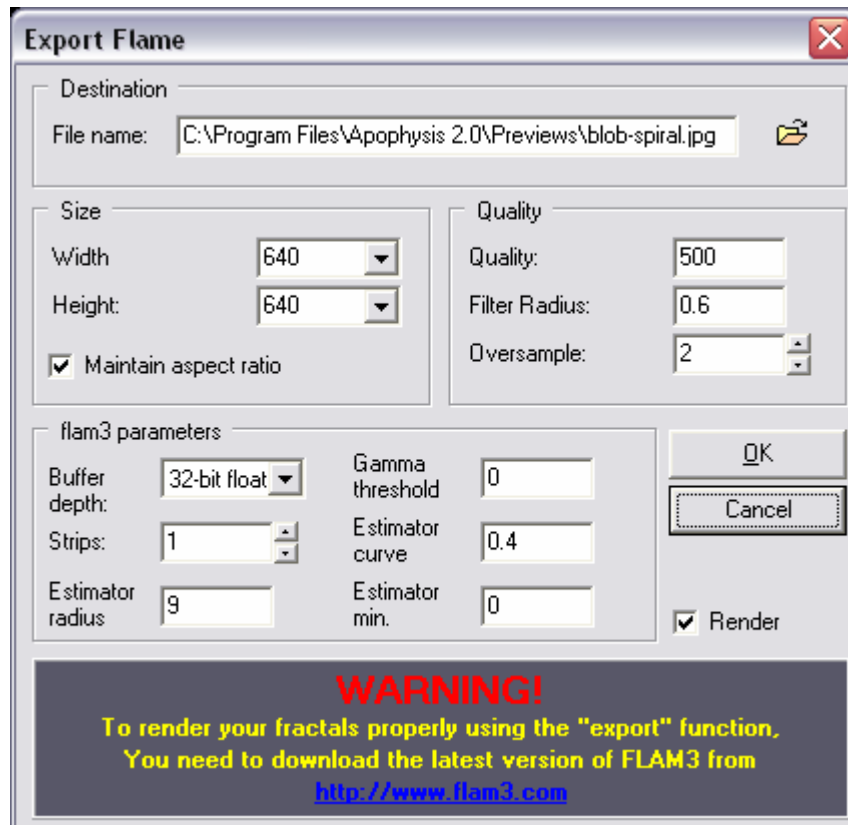 Export Flame
Destination
File name: C:\Program Files\Apophysis 2.0\Previews\blob-spiral.jpg
Size
Width 640
Height: 640
Maintain aspect ratio
Quality
Quality: 500
Filter Radius: 0.6
Oversample: 2
flam3 parameters
Buffer
depth: 32-bit float
Strips: 1
Estimator
radius 9
Gamma
threshold 0
Estimator
curve 0.4
Estimator
min. 0
OK
Cancel
Render
WARNING!
To render your fractals properly using the "export" function,
You need to download the latest version of FLAM3 from
http://www.flam3.com